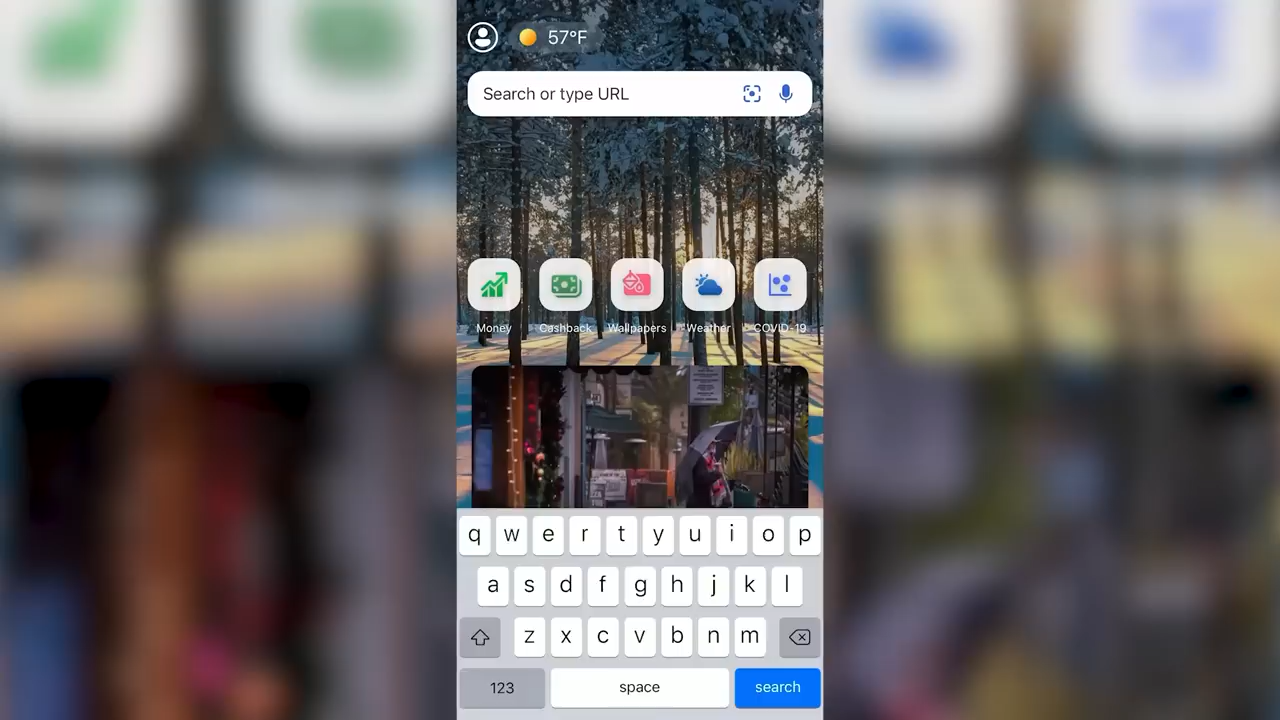 57°F
Search or type URL
Money Cashback Wallpapers Weather COVID-19
q w e r t y u i o p
a s d f g h j k l
z x c v b n m
123 space search